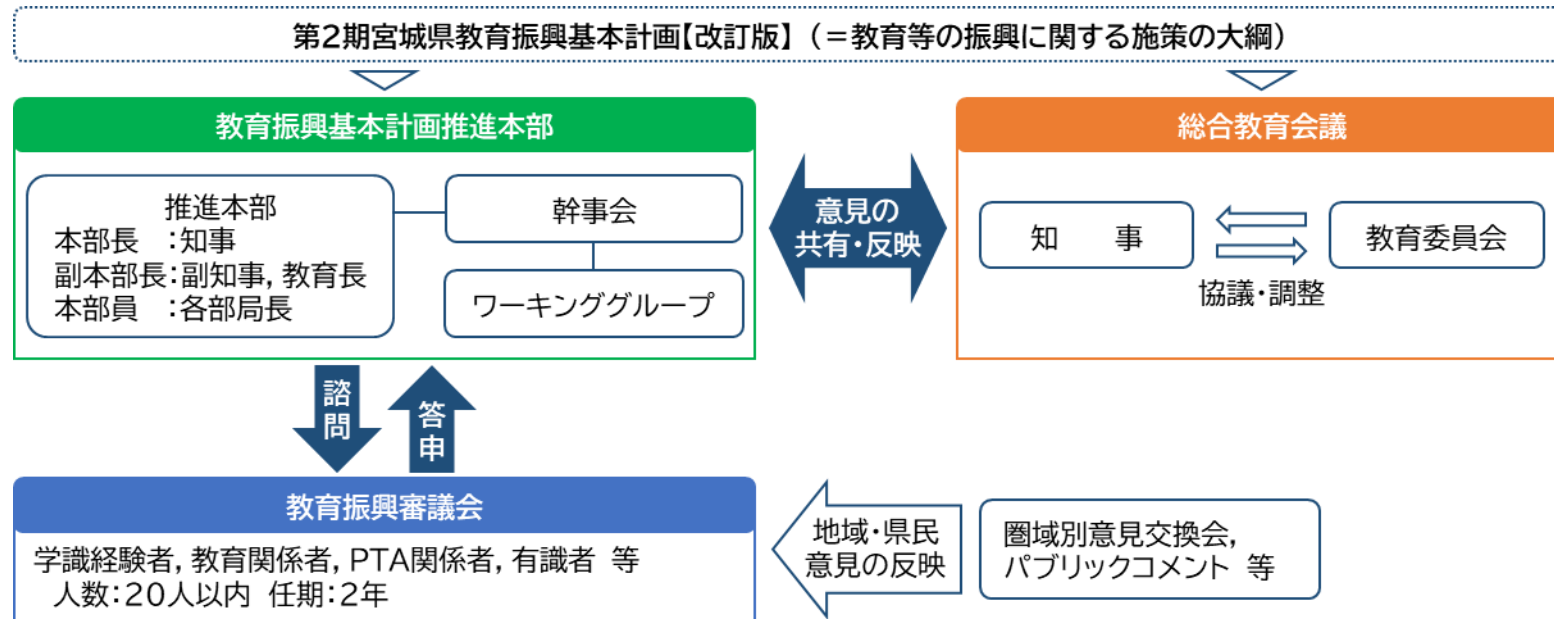 第2期宮城県教育振興基本計画【改訂版】(＝教育等の振興に関する施策の大綱)
教育振興基本計画推進本部
推進本部
本部長　：知事
副本部長：副知事, 教育長
本部員　：各部局長
幹事会
ワーキンググループ
意見の
共有・反映
総合教育会議
知　事
教育委員会
協議・調整
諮問
答申
教育振興審議会
学識経験者, 教育関係者, PTA関係者, 有識者 等
人数：20人以内 任期：2年
地域・県民
意見の反映
圏域別意見交換会,
パブリックコメント 等